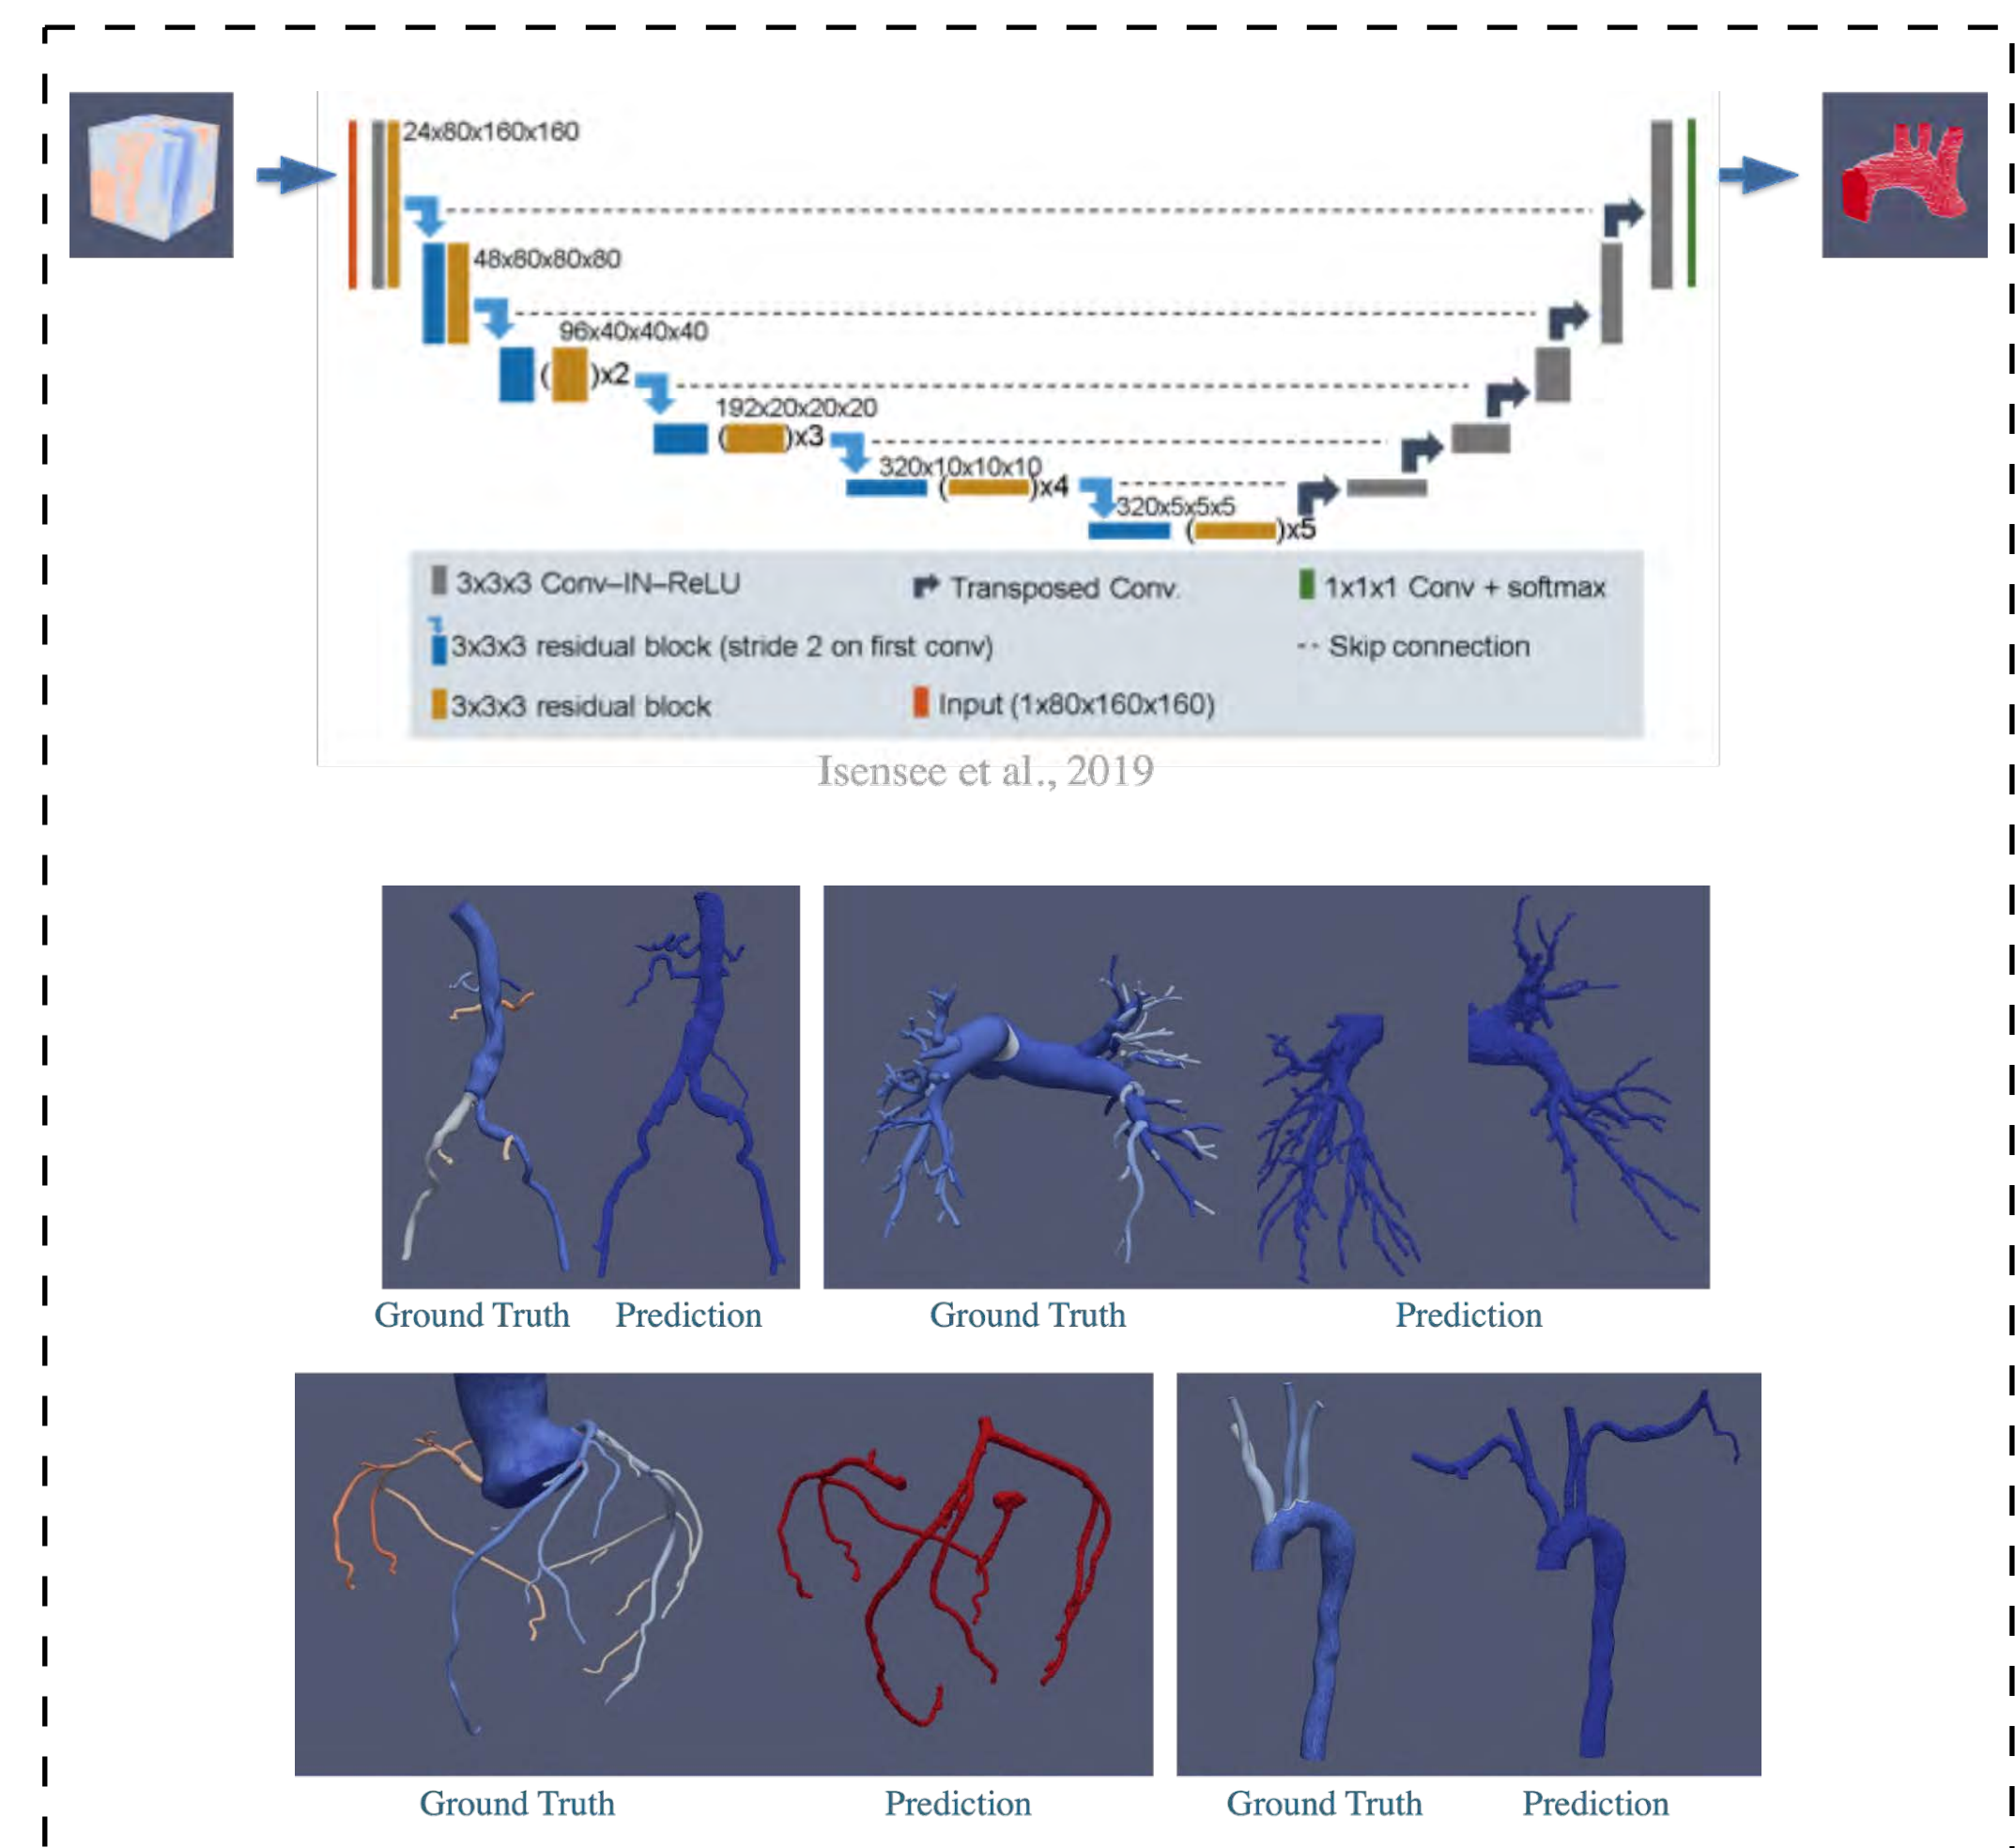 24x80x160x160
48x80x80x80
96x40x40x40
( )x2
192x20x20x20
( )x3
320x10x10x10
( )x4
320x5x5x5
( )x5
3x3x3 Conv–IN–ReLU
Transposed Conv.
1x1x1 Conv + softmax
3x3x3 residual block (stride 2 on first conv)
-- Skip connection
3x3x3 residual block
Input (1x80x160x160)
Isensee et al., 2019
Ground Truth
Prediction
Ground Truth
Prediction
Ground Truth
Prediction
Ground Truth
Prediction